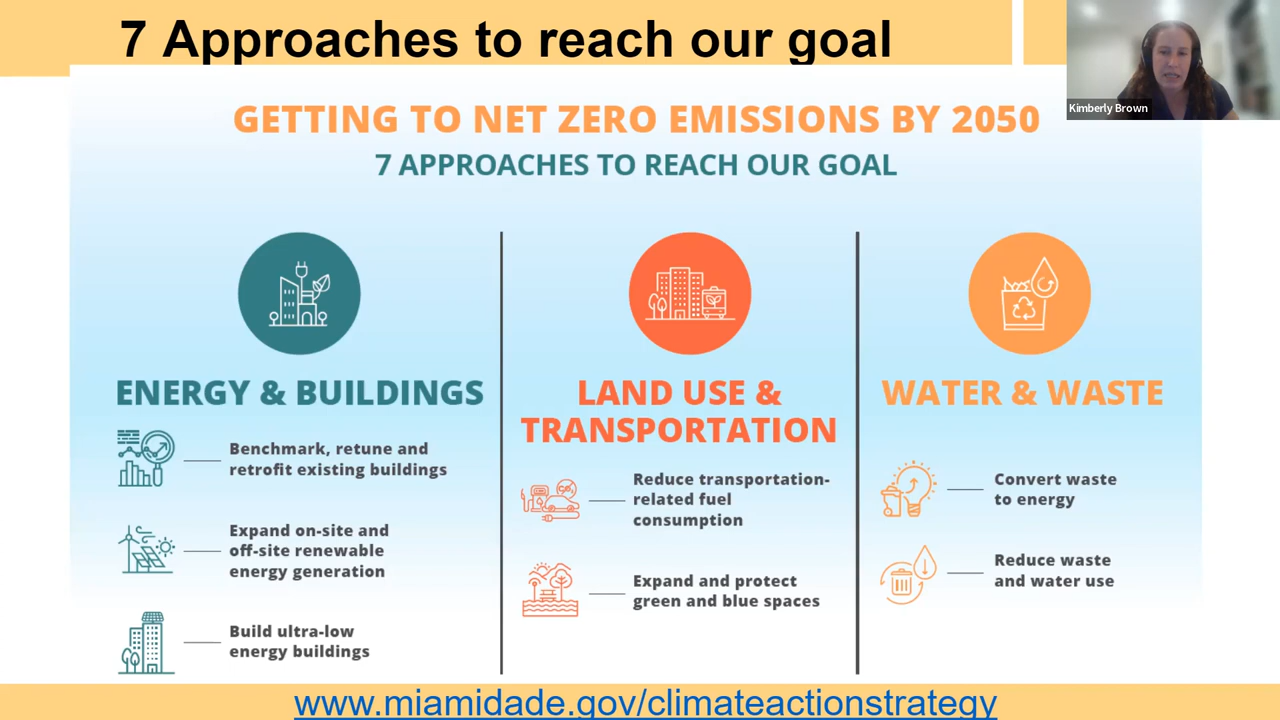 7 Approaches to reach our goal
Kimberly Brown
GETTING TO NET ZERO EMISSIONS BY 2050
7 APPROACHES TO REACH OUR GOAL
ENERGY & BUILDINGS
Benchmark, retune and
retrofit existing buildings
Expand on-site and
off-site renewable
energy generation
Build ultra-low
energy buildings
LAND USE &
TRANSPORTATION
Reduce transportation-
related fuel
consumption
CO₂
Expand and protect
green and blue spaces
WATER & WASTE
Convert waste
to energy
Reduce waste
and water use
www.miamidade.gov/climateactionstrategy